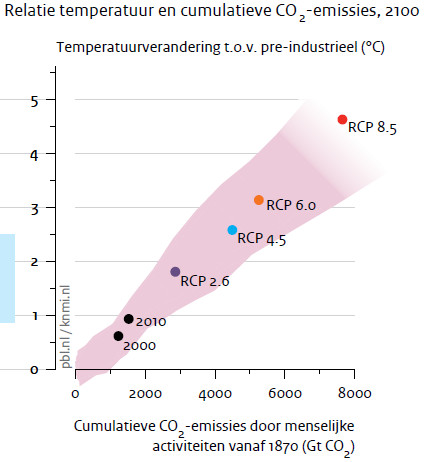 Relatie temperatuur en cumulatieve CO₂-emissies, 2100
Temperatuurverandering t.o.v. pre-industrieel (°C)
5
4
3
2
1
0
RCP 8.5
RCP 6.0
RCP 4.5
RCP 2.6
2010
2000
pbl.nl / knmi.nl
0 2000 4000 6000 8000
Cumulatieve CO₂-emissies door menselijke
activiteiten vanaf 1870 (Gt CO₂)